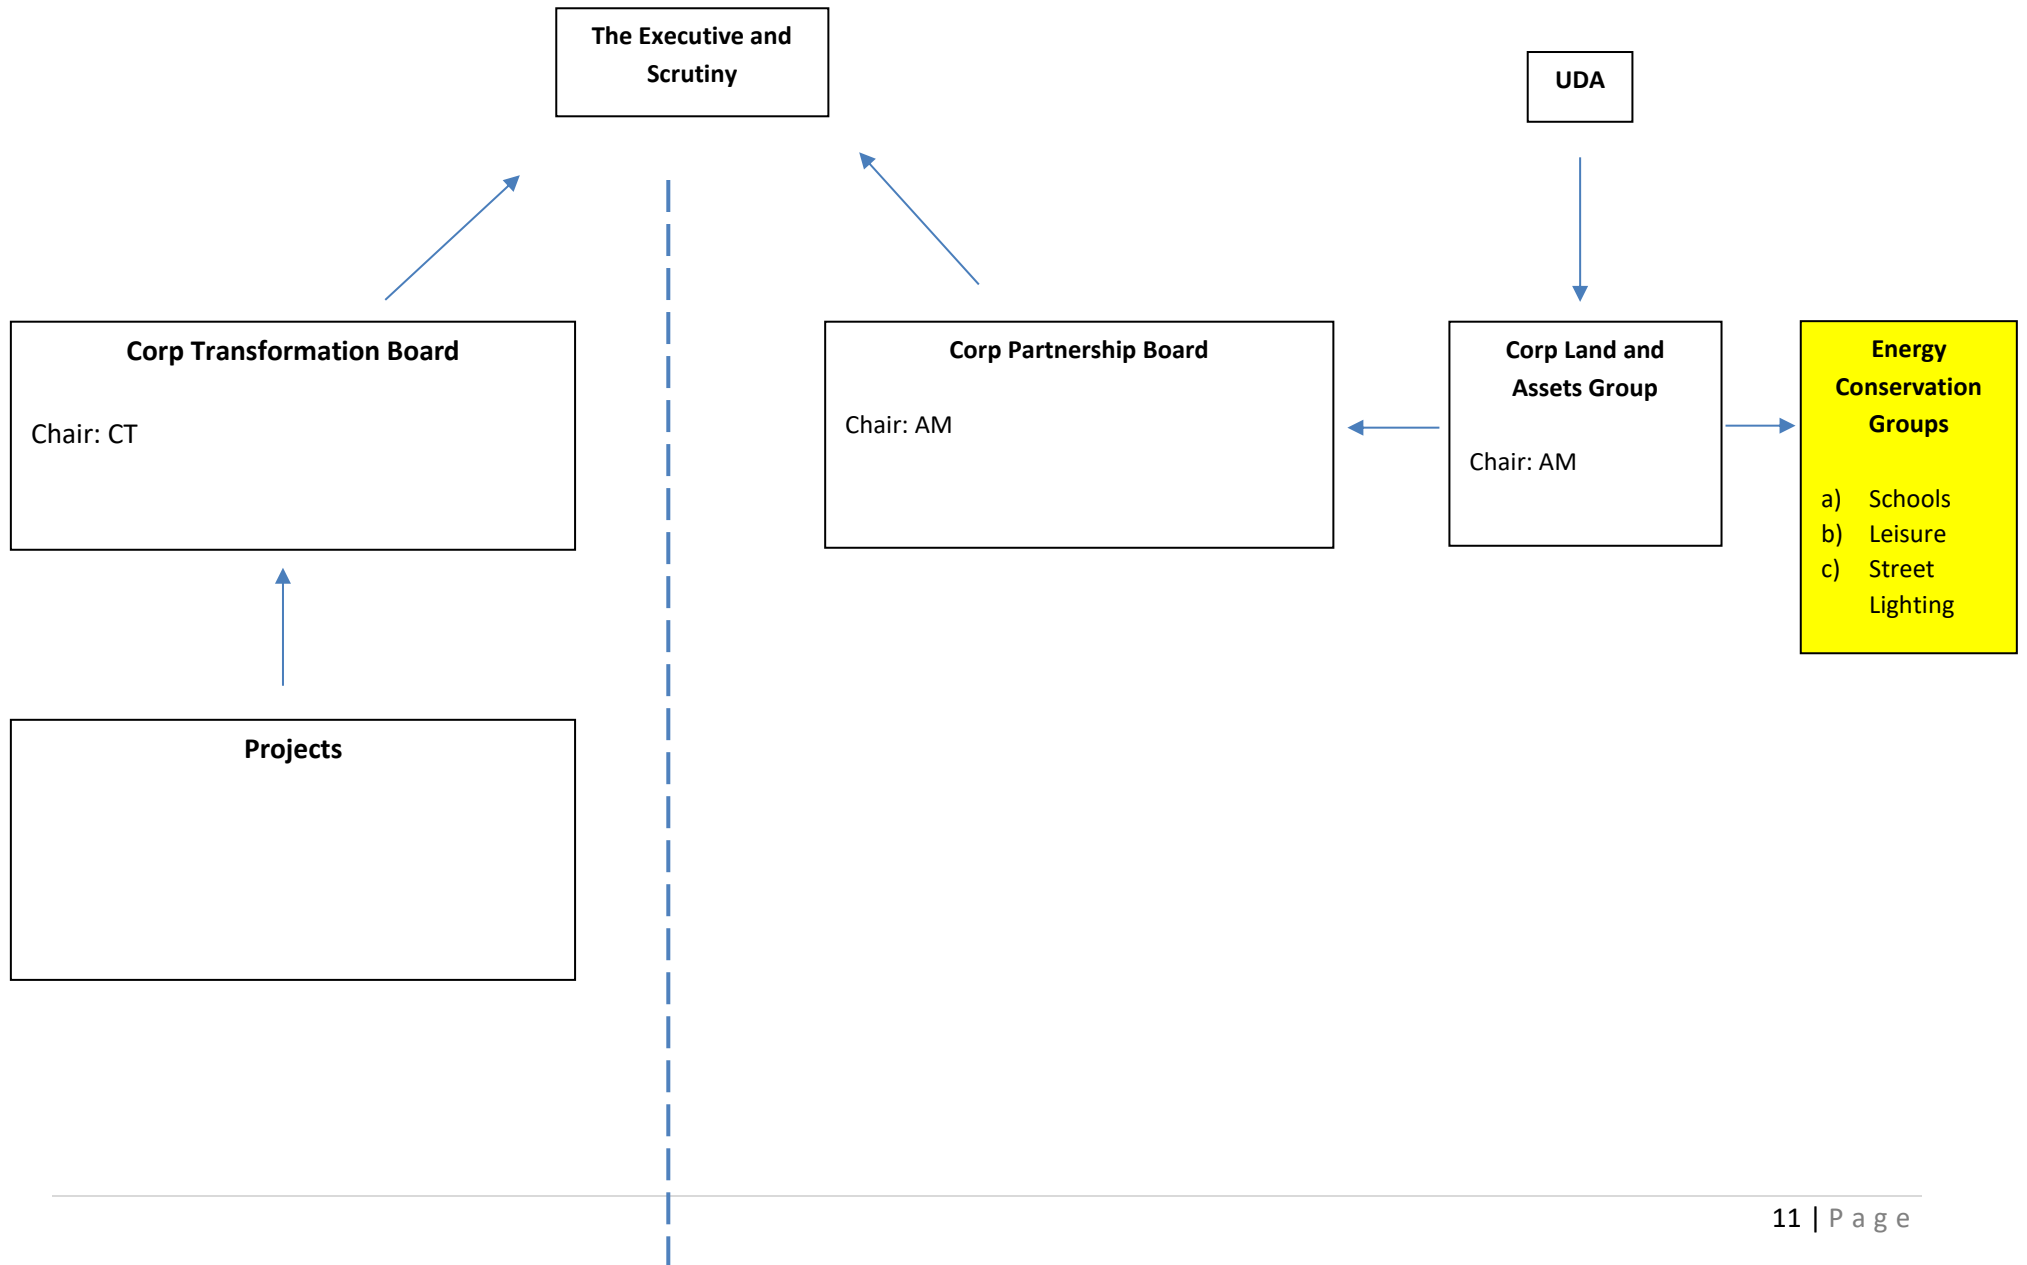 The Executive and
Scrutiny
UDA
Corp Transformation Board
Chair: CT
Corp Partnership Board
Chair: AM
Corp Land and
Assets Group
Chair: AM
Energy
Conservation
Groups
a) Schools
b) Leisure
c) Street
Lighting
Projects
11 | Page